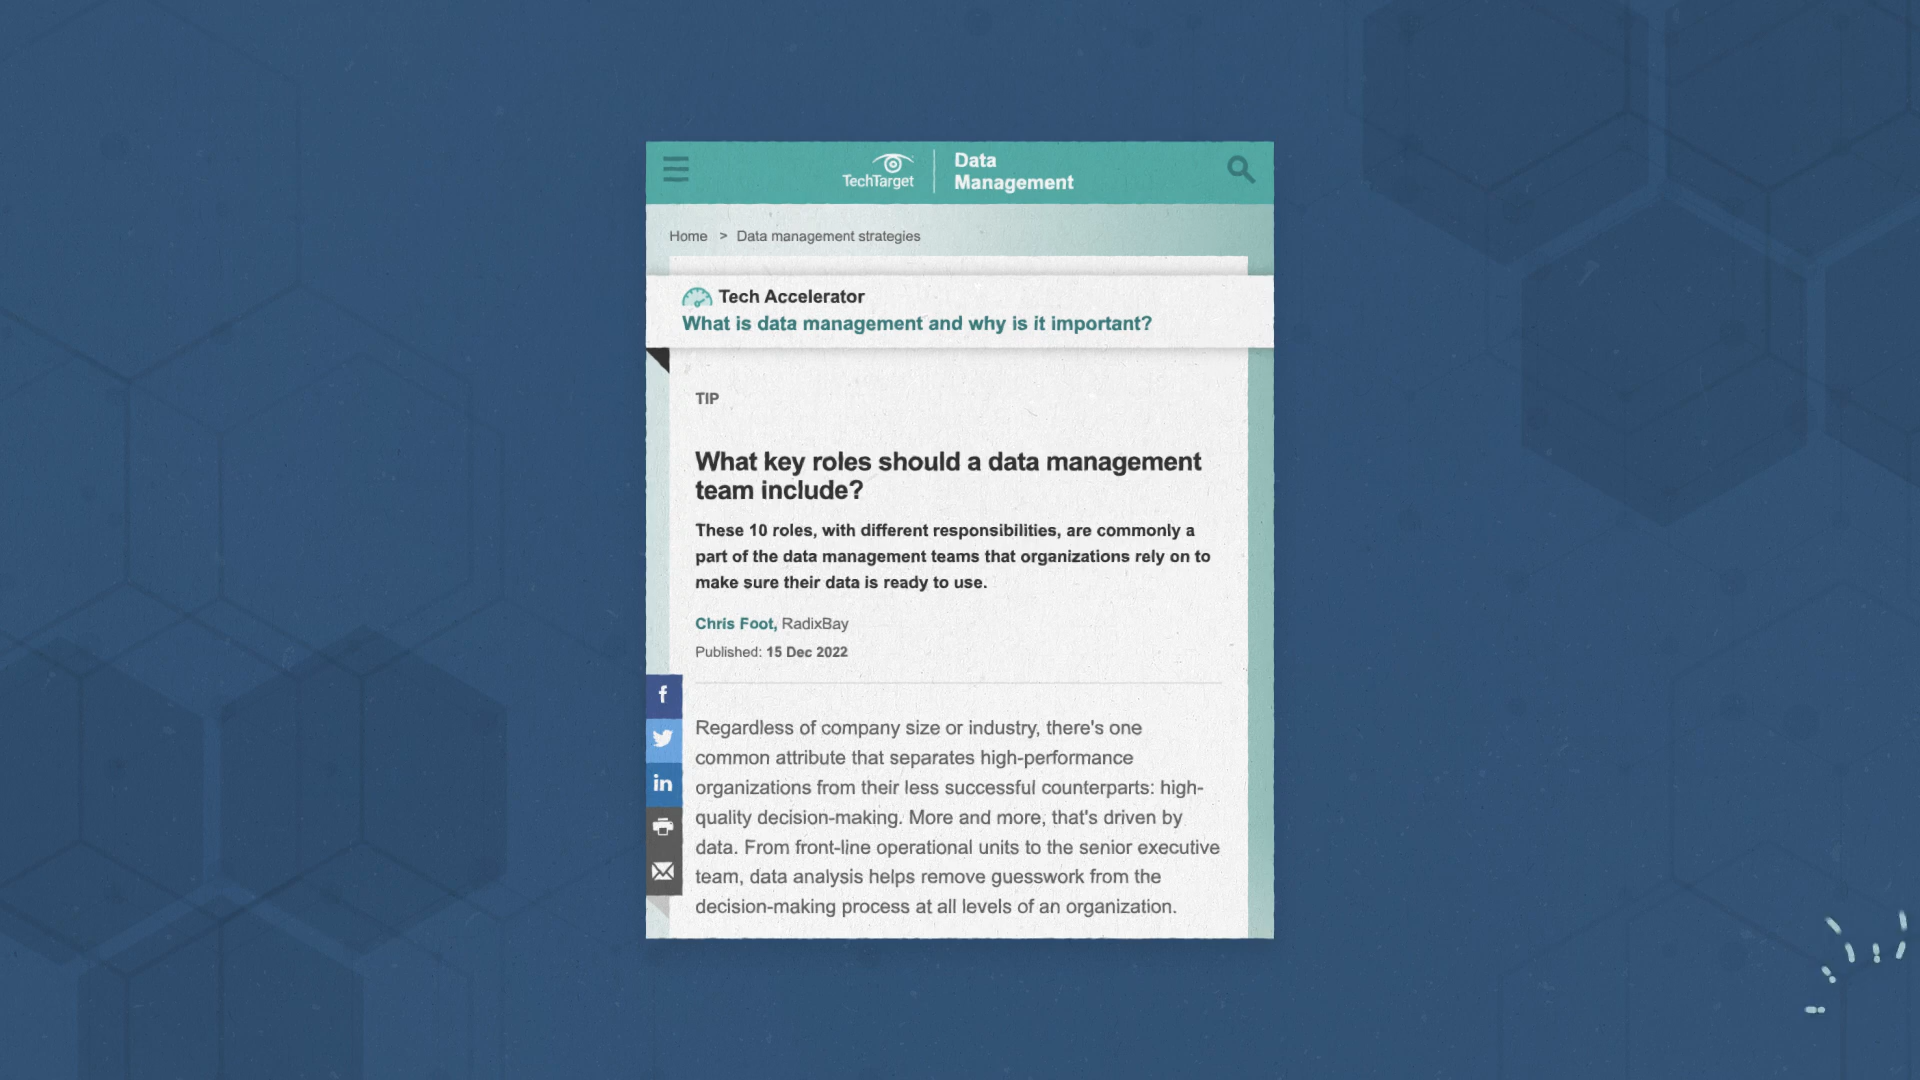 TechTarget
Data
Management
Home > Data management strategies
Tech Accelerator
What is data management and why is it important?
TIP
What key roles should a data management
team include?
These 10 roles, with different responsibilities, are commonly a
part of the data management teams that organizations rely on to
make sure their data is ready to use.
Chris Foot, RadixBay
Published: 15 Dec 2022
f
in
Regardless of company size or industry, there's one
common attribute that separates high-performance
organizations from their less successful counterparts: high-
quality decision-making. More and more, that's driven by
data. From front-line operational units to the senior executive
team, data analysis helps remove guesswork from the
decision-making process at all levels of an organization.